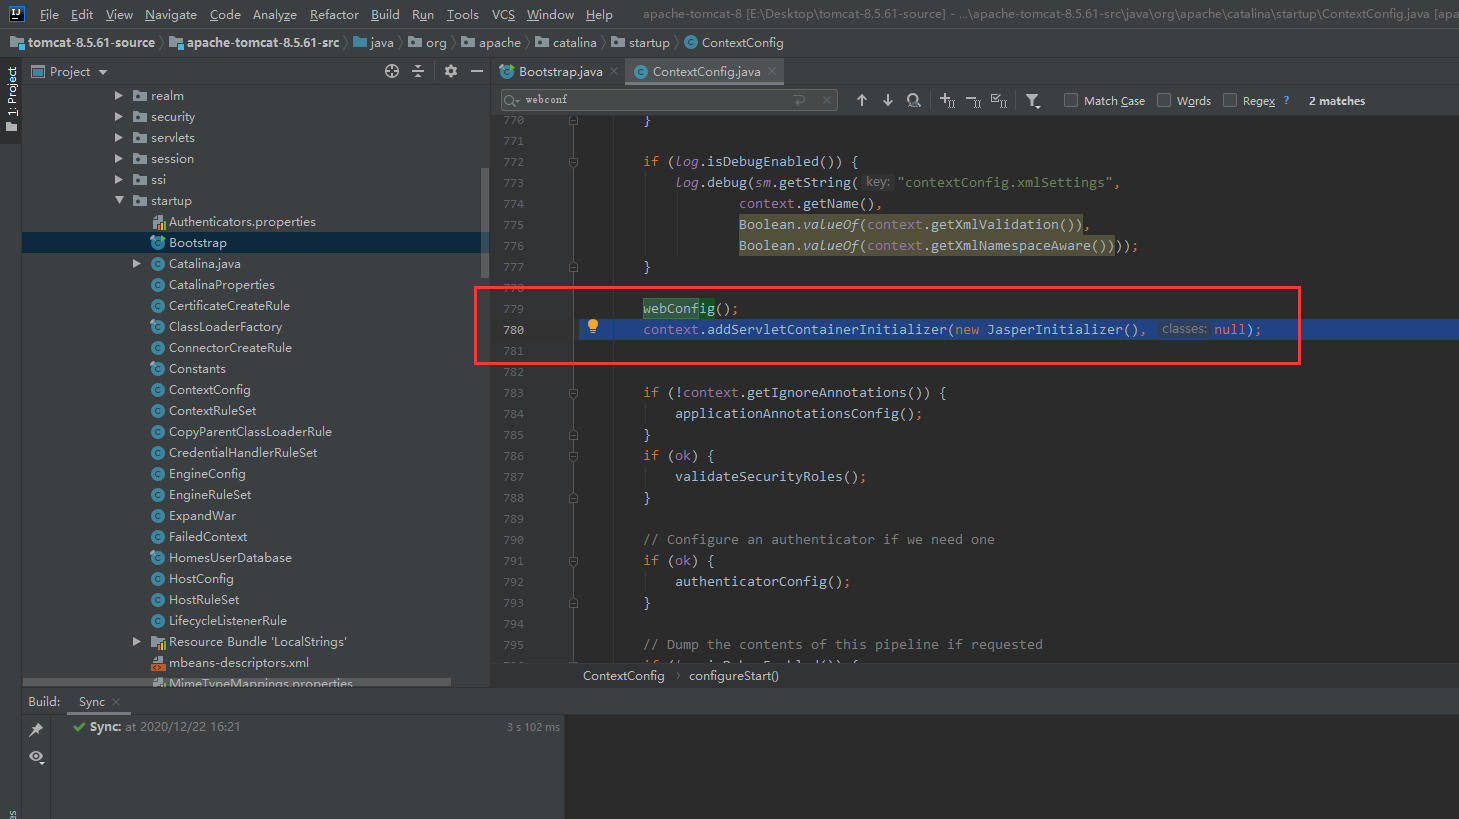 File Edit View Navigate Code Analyze Refactor Build Run Tools VCS Window Help apache-tomcat-8 [E:\Desktop\tomcat-8.5.61-source] - ...\apache-tomcat-8.5.61-src\java\org\apache\catalina\startup\ContextConfig.java [apa
tomcat-8.5.61-source apache-tomcat-8.5.61-src java org apache catalina startup ContextConfig
1: Project
Project
realm
security
servlets
session
ssi
startup
Authenticators.properties
Bootstrap
Catalina.java
CatalinaProperties
CertificateCreateRule
ClassLoaderFactory
ConnectorCreateRule
Constants
ContextConfig
ContextRuleSet
CopyParentClassLoaderRule
CredentialHandlerRuleSet
EngineConfig
EngineRuleSet
ExpandWar
FailedContext
HomesUserDatabase
HostConfig
HostRuleSet
LifecycleListenerRule
Resource Bundle 'LocalStrings'
mbeans-descriptors.xml
MimeTypeMappings.properties
Bootstrap.java ContextConfig.java
webconf Match Case Words Regex ? 2 matches
770 }
771
772 if (log.isDebugEnabled()) {
773 log.debug(sm.getString( key: "contextConfig.xmlSettings",
774 context.getName(),
775 Boolean.valueOf(context.getXmlValidation()),
776 Boolean.valueOf(context.getXmlNamespaceAware())));
777 }
778
779 webConfig();
780 context.addServletContainerInitializer(new JasperInitializer(), classes: null);
781
782
783 if (!context.getIgnoreAnnotations()) {
784 applicationAnnotationsConfig();
785 }
786 if (ok) {
787 validateSecurityRoles();
788 }
789
790 // Configure an authenticator if we need one
791 if (ok) {
792 authenticatorConfig();
793 }
794
795 // Dump the contents of this pipeline if requested
ContextConfig configureStart()
Build: Sync
Sync: at 2020/12/22 16:21 3 s 102 ms